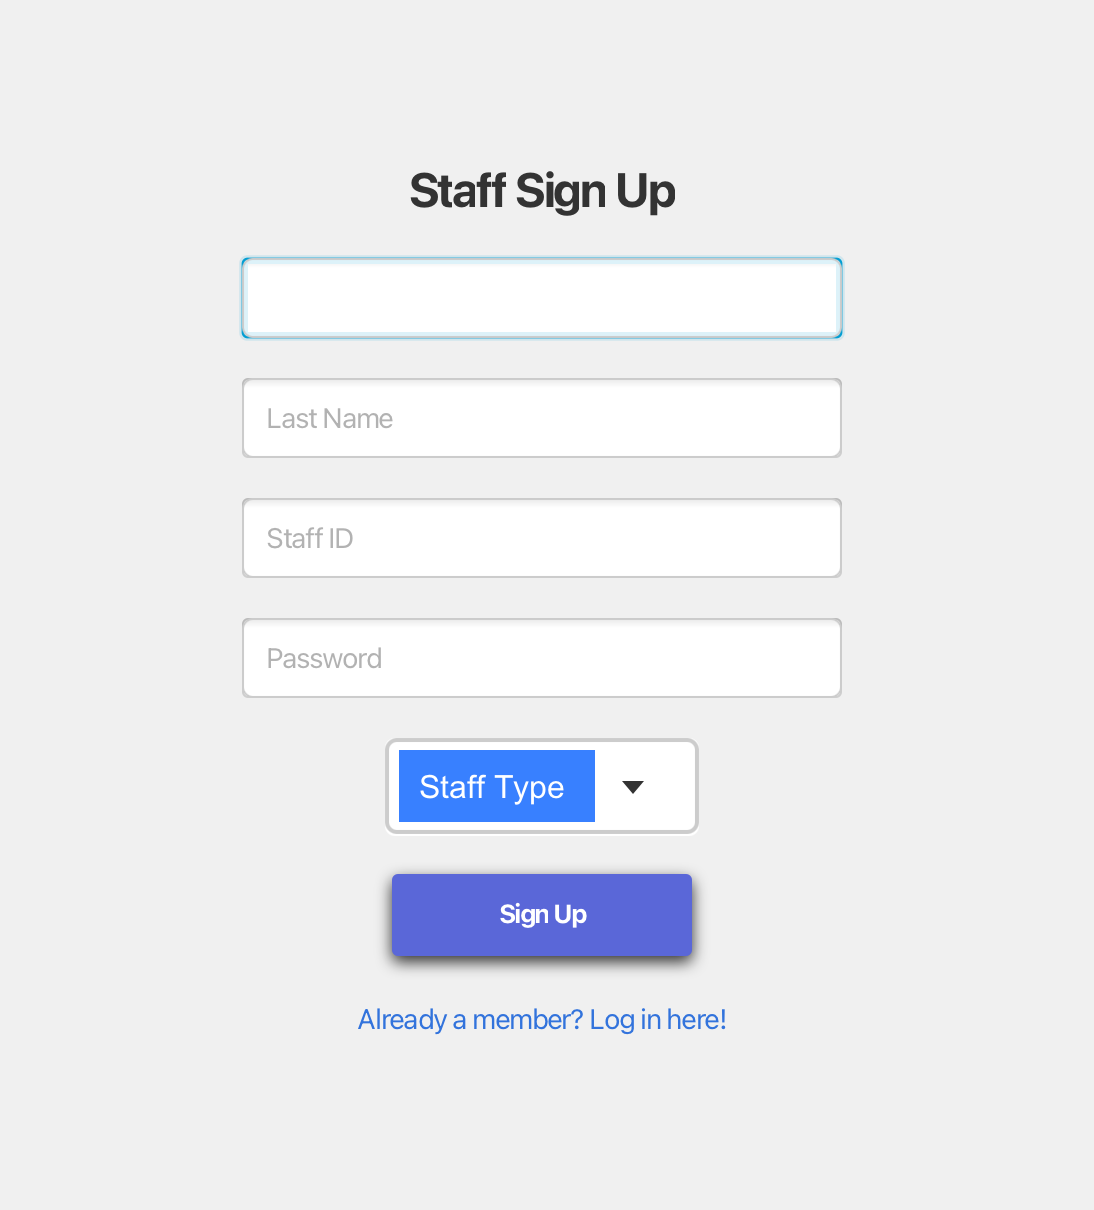 Staff Sign Up
Last Name
Staff ID
Password
Staff Type
Sign Up
Already a member? Log in here!